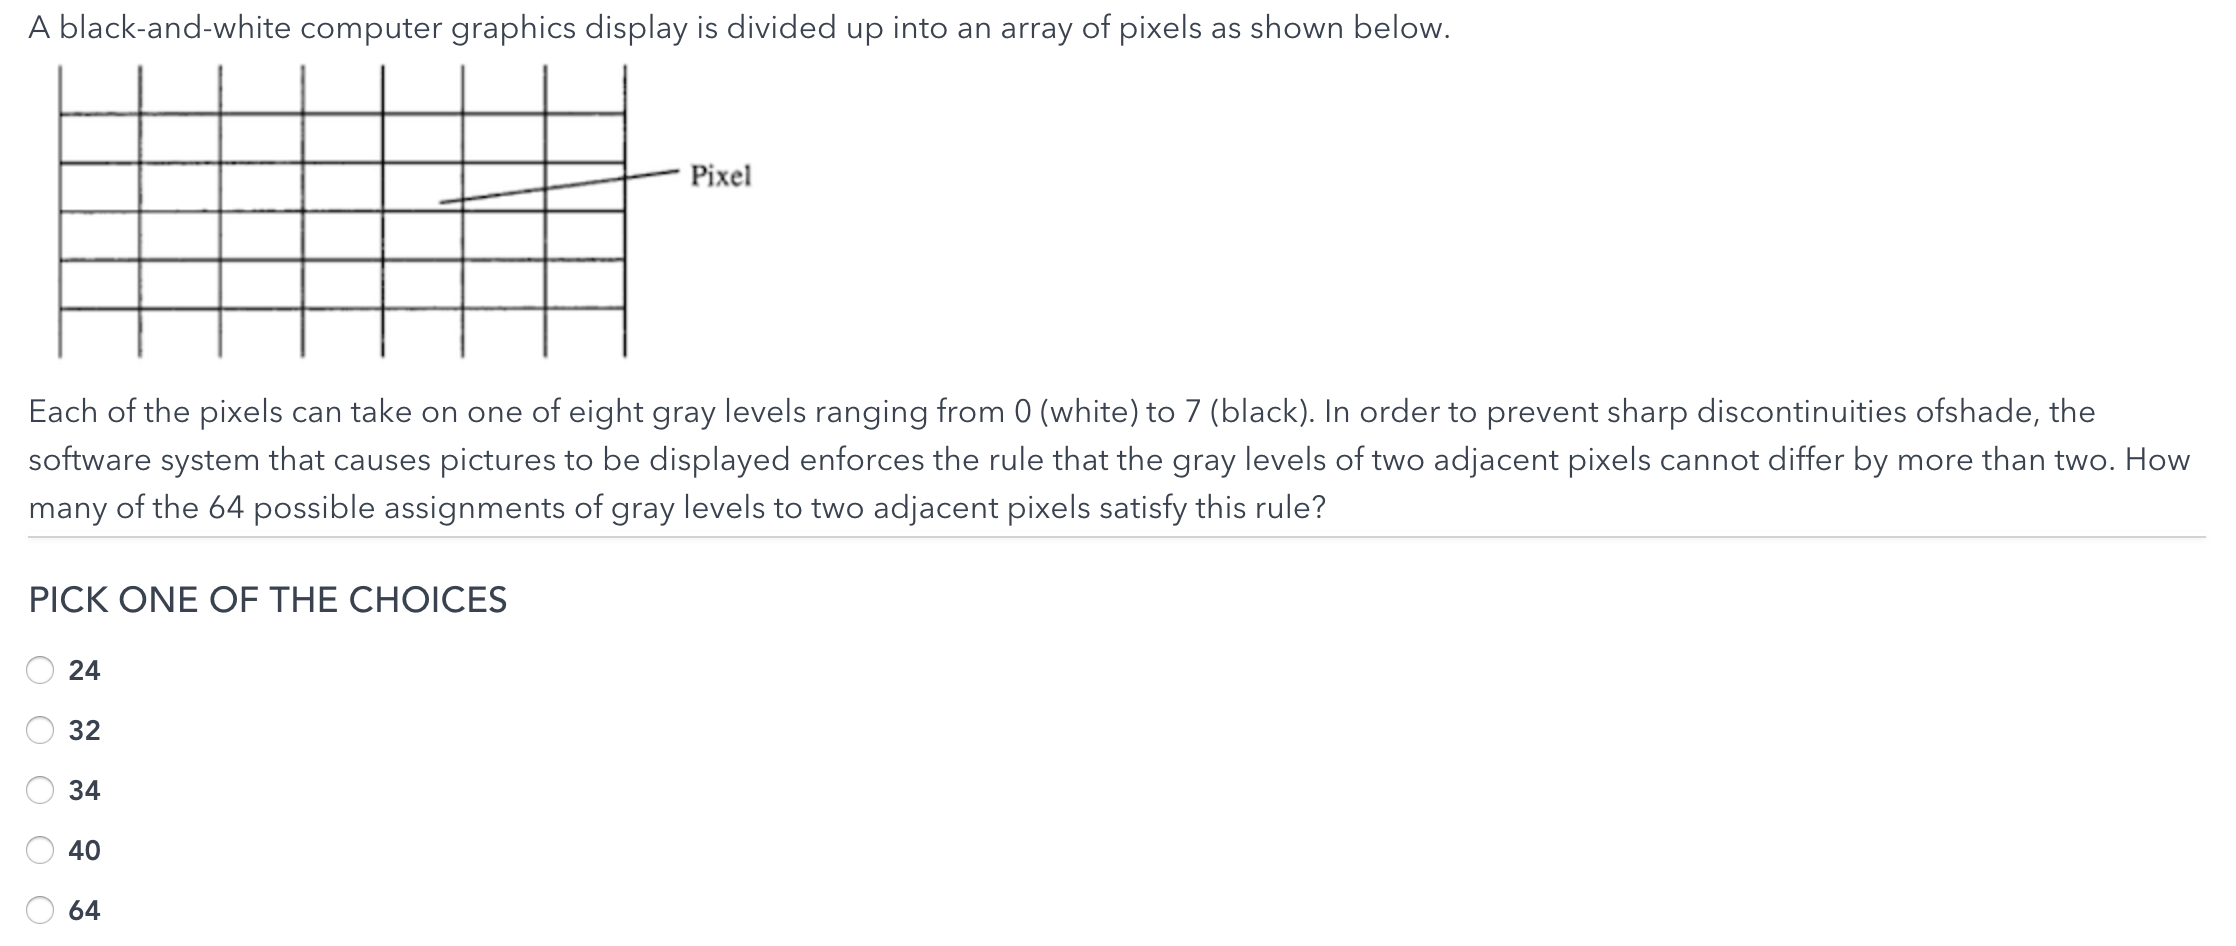 A black-and-white computer graphics display is divided up into an array of pixels as shown below.
Pixel
Each of the pixels can take on one of eight gray levels ranging from 0 (white) to 7 (black). In order to prevent sharp discontinuities ofshade, the
software system that causes pictures to be displayed enforces the rule that the gray levels of two adjacent pixels cannot differ by more than two. How
many of the 64 possible assignments of gray levels to two adjacent pixels satisfy this rule?
PICK ONE OF THE CHOICES
24
32
34
40
64